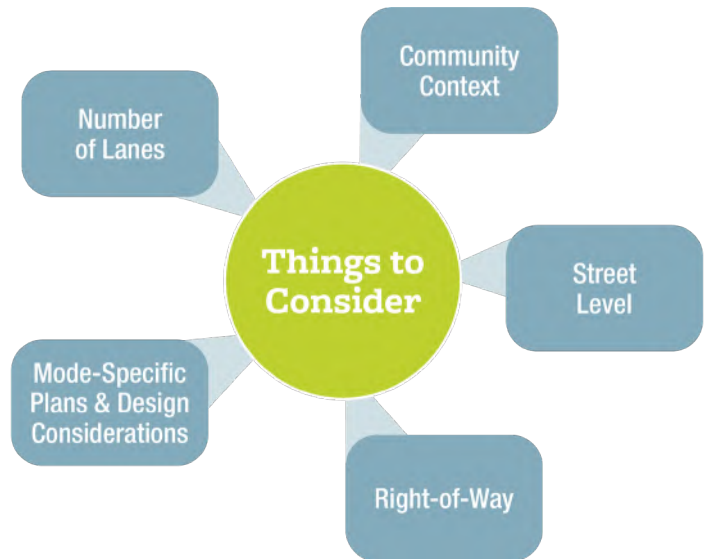 Community
Context
Number
of Lanes
Things to
Consider
Street
Level
Mode-Specific
Plans & Design
Considerations
Right-of-Way